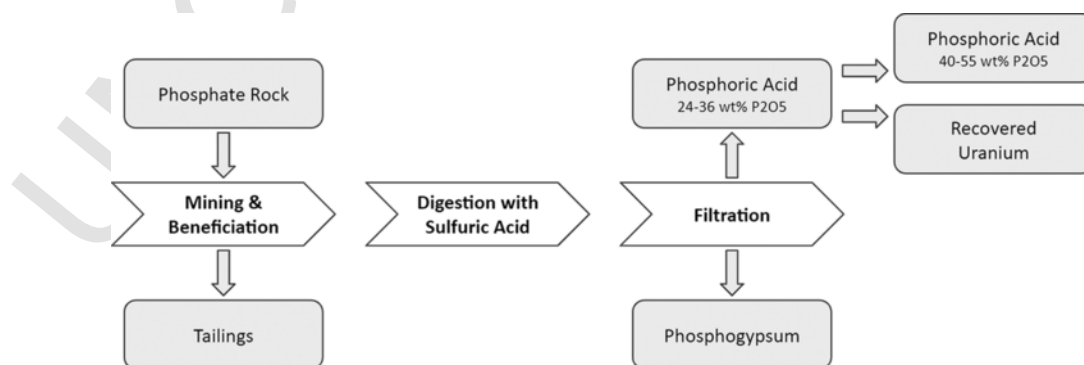 Phosphate Rock
Mining &
Beneficiation
Tailings
Digestion with
Sulfuric Acid
Phosphoric Acid
24-36 wt% P2O5
Filtration
Phosphogypsum
Phosphoric Acid
40-55 wt% P2O5
Recovered
Uranium